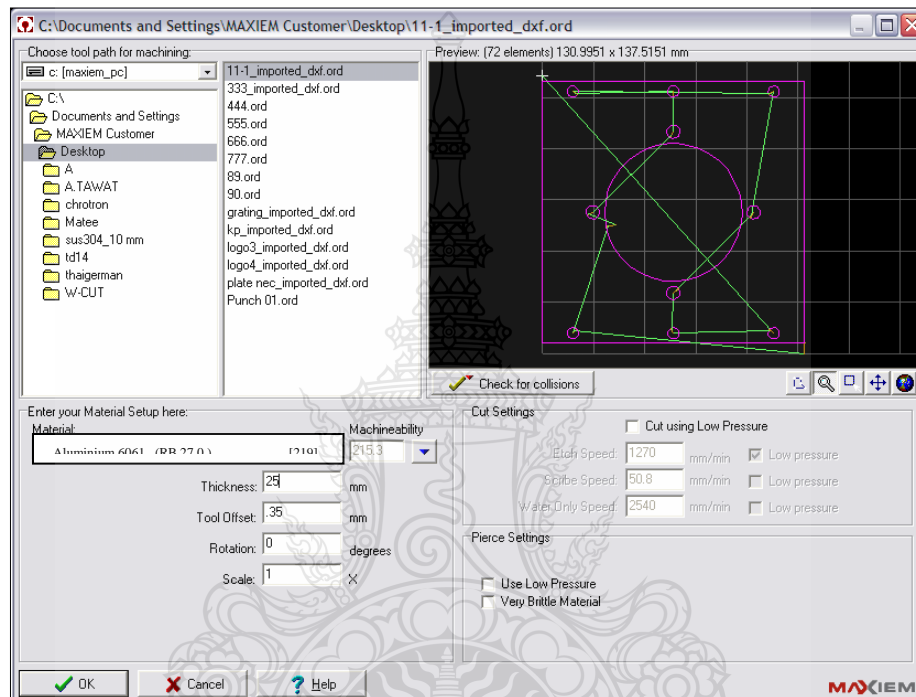 C:\Documents and Settings\MAXIEM Customer\Desktop\11-1_imported_dxf.ord
Choose tool path for machining:
c: [maxiem_pc]
C:\
Documents and Settings
MAXIEM Customer
Desktop
A
A.TAWAT
chrotron
Matee
sus304_10 mm
td14
thaigerman
W-CUT
11-1_imported_dxf.ord
333_imported_dxf.ord
444.ord
555.ord
666.ord
777.ord
89.ord
90.ord
grating_imported_dxf.ord
kp_imported_dxf.ord
logo3_imported_dxf.ord
logo4_imported_dxf.ord
plate nec_imported_dxf.ord
Punch 01.ord
Preview: (72 elements) 130.9951 x 137.5151 mm
Check for collisions
Enter your Material Setup here:
Material:
Machineability
Aluminium 6061 (RB 27.0 ) [219]
215.3
Thickness: 25 mm
Tool Offset: .35 mm
Rotation: 0 degrees
Scale: 1 X
Cut Settings
Cut using Low Pressure
Etch Speed: 1270 mm/min Low pressure
Scribe Speed: 50.8 mm/min Low pressure
Water Only Speed: 2540 mm/min Low pressure
Pierce Settings
Use Low Pressure
Very Brittle Material
OK
Cancel
? Help
MAXIEM